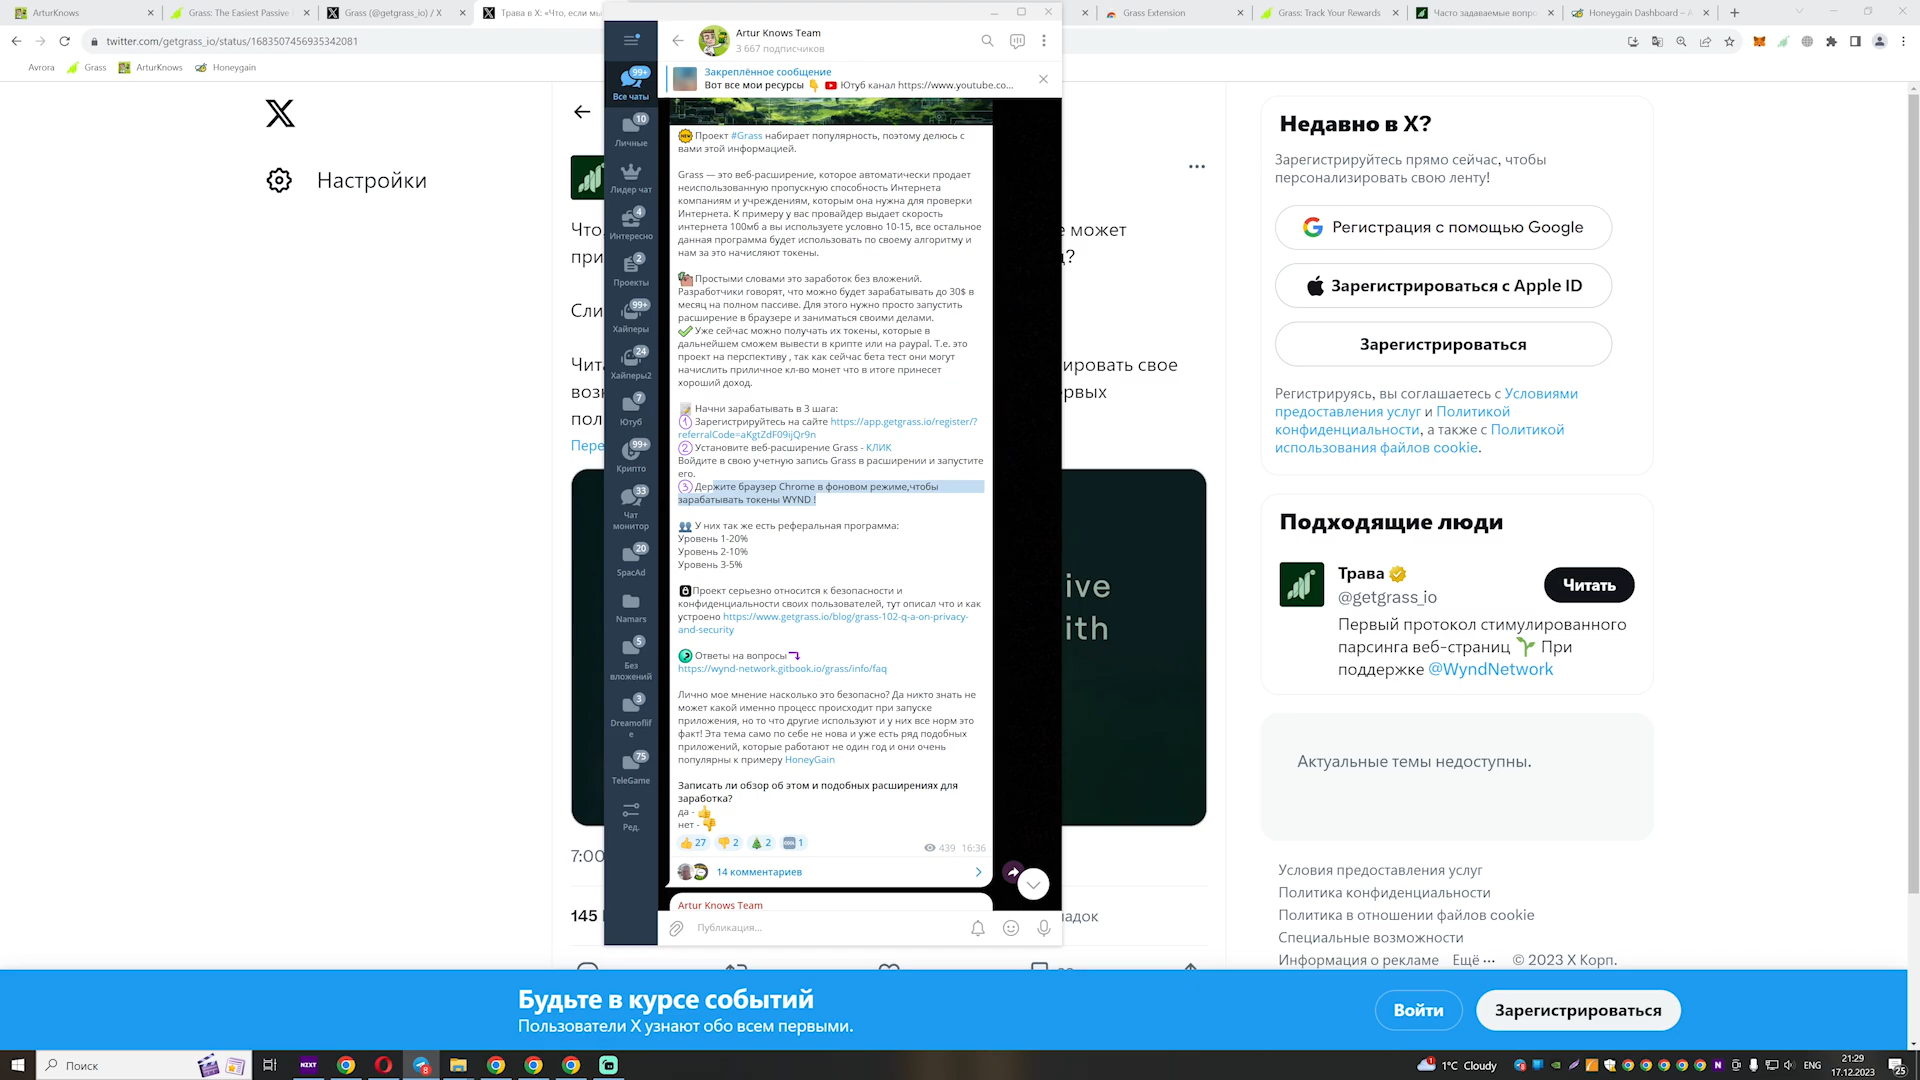 ArturKnows
Grass: The Easiest Passive
Grass (@getgrass_io) / X
Трава в X: «Что, если мы
Grass Extension
Grass: Track Your Rewards
Часто задаваемые вопро
Honeygain Dashboard – A
twitter.com/getgrass_io/status/1683507456935342081
Avrora
Grass
ArturKnows
Honeygain
Настройки
Что
при
Сли
Чит
воз
пол
Пере
7:00
145
е может
д?
ировать свое
рвых
ive
ith
ладок
99+
Все чаты
10
Личные
Лидер чат
4
Интересно
2
Проекты
99+
Хайперы
24
Хайперы2
7
Ютуб
99+
Крипто
33
Чат
монитор
20
SpacAd
Namars
5
Без
вложений
3
Dreamoflif
e
75
TeleGame
Ред.
Artur Knows Team
3 667 подписчиков
Закреплённое сообщение
Вот все мои ресурсы 👇 Ютуб канал https://www.youtube.co...
Проект #Grass набирает популярность, поэтому делюсь с
вами этой информацией.
Grass — это веб-расширение, которое автоматически продает
неиспользованную пропускную способность Интернета
компаниям и учреждениям, которым она нужна для проверки
Интернета. К примеру у вас провайдер выдает скорость
интернета 100мб а вы используете условно 10-15, все остальное
данная программа будет использовать по своему алгоритму и
нам за это начисляют токены.
Простыми словами это заработок без вложений.
Разработчики говорят, что можно будет зарабатывать до 30$ в
месяц на полном пассиве. Для этого нужно просто запустить
расширение в браузере и заниматься своими делами.
Уже сейчас можно получать их токены, которые в
дальнейшем сможем вывести в крипте или на paypal. Т.е. это
проект на перспективу , так как сейчас бета тест они могут
начислить приличное кл-во монет что в итоге принесет
хороший доход.
Начни зарабатывать в 3 шага:
1 Зарегистрируйтесь на сайте https://app.getgrass.io/register/?
referralCode=aKgtZdF09ijQr9n
2 Установите веб-расширение Grass - КЛИК
Войдите в свою учетную запись Grass в расширении и запустите
его.
3 Держите браузер Chrome в фоновом режиме,чтобы
зарабатывать токены WYND !
У них так же есть реферальная программа:
Уровень 1-20%
Уровень 2-10%
Уровень 3-5%
Проект серьезно относится к безопасности и
конфиденциальности своих пользователей, тут описал что и как
устроено https://www.getgrass.io/blog/grass-102-q-a-on-privacy-
and-security
Ответы на вопросы
https://wynd-network.gitbook.io/grass/info/faq
Лично мое мнение насколько это безопасно? Да никто знать не
может какой именно процесс происходит при запуске
приложения, но то что другие используют и у них все норм это
факт! Эта тема само по себе не нова и уже есть ряд подобных
приложений, которые работают не один год и они очень
популярны к примеру HoneyGain
Записать ли обзор об этом и подобных расширениях для
заработка?
да - 👍
нет - 👎
27 2 2 1
439 16:36
14 комментариев
Artur Knows Team
Публикация...
Недавно в X?
Зарегистрируйтесь прямо сейчас, чтобы
персонализировать свою ленту!
Регистрация с помощью Google
Зарегистрироваться с Apple ID
Зарегистрироваться
Регистрируясь, вы соглашаетесь с Условиями
предоставления услуг и Политикой
конфиденциальности, а также с Политикой
использования файлов cookie.
Подходящие люди
Трава
@getgrass_io
Читать
Первый протокол стимулированного
парсинга веб-страниц При
поддержке @WyndNetwork
Актуальные темы недоступны.
Условия предоставления услуг
Политика конфиденциальности
Политика в отношении файлов cookie
Специальные возможности
Информация о рекламе Ещё ··· © 2023 X Корп.
Будьте в курсе событий
Пользователи X узнают обо всем первыми.
Войти
Зарегистрироваться
Поиск
1°C Cloudy
ENG
21:29
17.12.2023
25